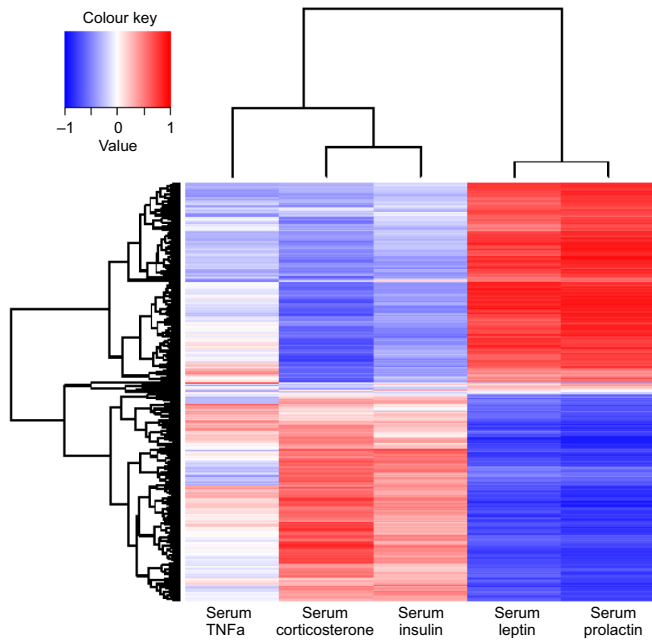 Colour key
–1 0 1
Value
Serum TNFa
Serum corticosterone
Serum insulin
Serum leptin
Serum prolactin